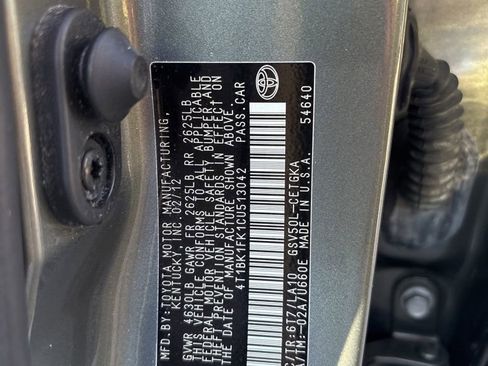 MFD.BY:TOYOTA MOTOR MANUFACTURING,
KENTUCKY,INC.02/12
GVWR 4630LB GAWR FR 2625LB RR 2625LB
THIS VEHICLE CONFORMS TO ALL APPLICABLE
FEDERAL MOTOR VEHICLE SAFETY BUMPER,AND
THEFT PREVENTION STANDARDS IN EFFECT ON
THE DATE OF MANUFACTURE SHOWN ABOVE.
4T1BK1FK1CU513042 PASS.CAR
C/TR:6T7/LA10 GSV50L-CETGKA
A/TM:-02A/U660E MADE IN U.S.A.
54640